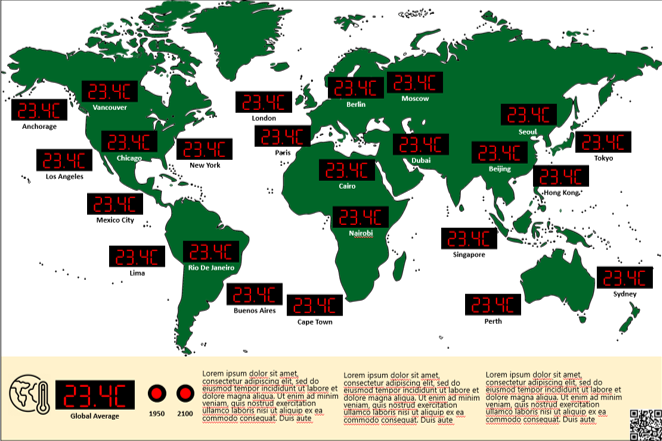 23.4C
Vancouver
23.4C
Anchorage
23.4C
Chicago
23.4C
New York
23.4C
Los Angeles
23.4C
Mexico City
23.4C
Lima
23.4C
Rio De Janeiro
23.4C
Buenos Aires
23.4C
London
23.4C
Paris
23.4C
Berlin
23.4C
Moscow
23.4C
Cairo
23.4C
Dubai
23.4C
Nairobi
23.4C
Cape Town
23.4C
Seoul
23.4C
Tokyo
23.4C
Beijing
23.4C
Hong Kong
23.4C
Singapore
23.4C
Perth
23.4C
Sydney
23.4C
Global Average
1950
2100
Lorem ipsum dolor sit amet,
consectetur adipiscing elit, sed do
eiusmod tempor incididunt ut labore et
dolore magna aliqua. Ut enim ad minim
veniam, quis nostrud exercitation
ullamco laboris nisi ut aliquip ex ea
commodo consequat. Duis aute
Lorem ipsum dolor sit amet,
consectetur adipiscing elit, sed do
eiusmod tempor incididunt ut labore et
dolore magna aliqua. Ut enim ad minim
veniam, quis nostrud exercitation
ullamco laboris nisi ut aliquip ex ea
commodo consequat. Duis aute
Lorem ipsum dolor sit amet,
consectetur adipiscing elit, sed do
eiusmod tempor incididunt ut labore et
dolore magna aliqua. Ut enim ad minim
veniam, quis nostrud exercitation
ullamco laboris nisi ut aliquip ex ea
commodo consequat. Duis aute